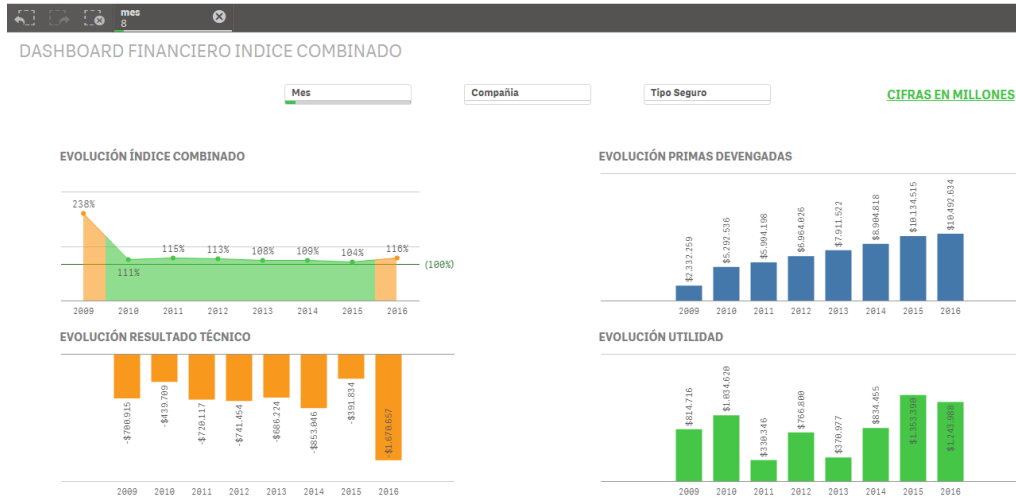 mes
8
DASHBOARD FINANCIERO INDICE COMBINADO
Mes
Compañia
Tipo Seguro
CIFRAS EN MILLONES
EVOLUCIÓN ÍNDICE COMBINADO
238%
111%
115%
113%
108%
109%
104%
116%
(100%)
2009 2010 2011 2012 2013 2014 2015 2016
EVOLUCIÓN PRIMAS DEVENGADAS
$2.332.259
$5.292.536
$5.994.198
$6.964.026
$7.911.522
$8.904.818
$10.134.515
$10.492.634
2009 2010 2011 2012 2013 2014 2015 2016
EVOLUCIÓN RESULTADO TÉCNICO
-$700.915
-$439.709
-$720.117
-$741.454
-$686.224
-$853.046
-$391.834
-$1.670.657
2009 2010 2011 2012 2013 2014 2015 2016
EVOLUCIÓN UTILIDAD
$814.716
$1.034.620
$330.346
$766.800
$370.977
$834.455
$1.353.390
$1.243.988
2009 2010 2011 2012 2013 2014 2015 2016